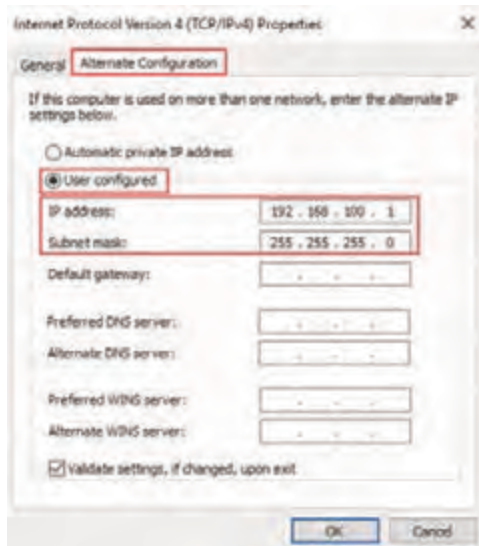 Internet Protocol Version 4 (TCP/IPv4) Properties
General Alternate Configuration
If this computer is used on more than one network, enter the alternate IP
settings below.
Automatic private IP address
User configured
IP address: 192 . 168 . 100 . 1
Subnet mask: 255 . 255 . 255 . 0
Default gateway: . . .
Preferred DNS server: . . .
Alternate DNS server: . . .
Preferred WINS server: . . .
Alternate WINS server: . . .
Validate settings, if changed, upon exit
OK Cancel